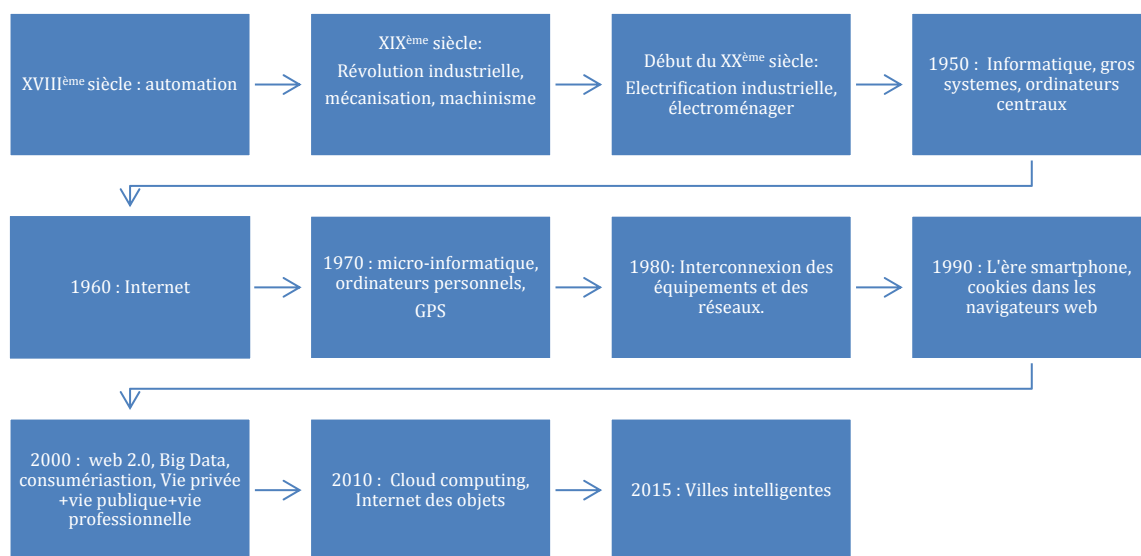 XVIIIème siècle : automation
XIXème siècle:
Révolution industrielle,
mécanisation, machinisme
Début du XXème siècle:
Electrification industrielle,
électroménager
1950 : Informatique, gros
systemes, ordinateurs
centraux
1960 : Internet
1970 : micro-informatique,
ordinateurs personnels,
GPS
1980: Interconnexion des
équipements et des
réseaux.
1990 : L'ère smartphone,
cookies dans les
navigateurs web
2000 : web 2.0, Big Data,
consumériastion, Vie privée
+vie publique+vie
professionnelle
2010 : Cloud computing,
Internet des objets
2015 : Villes intelligentes